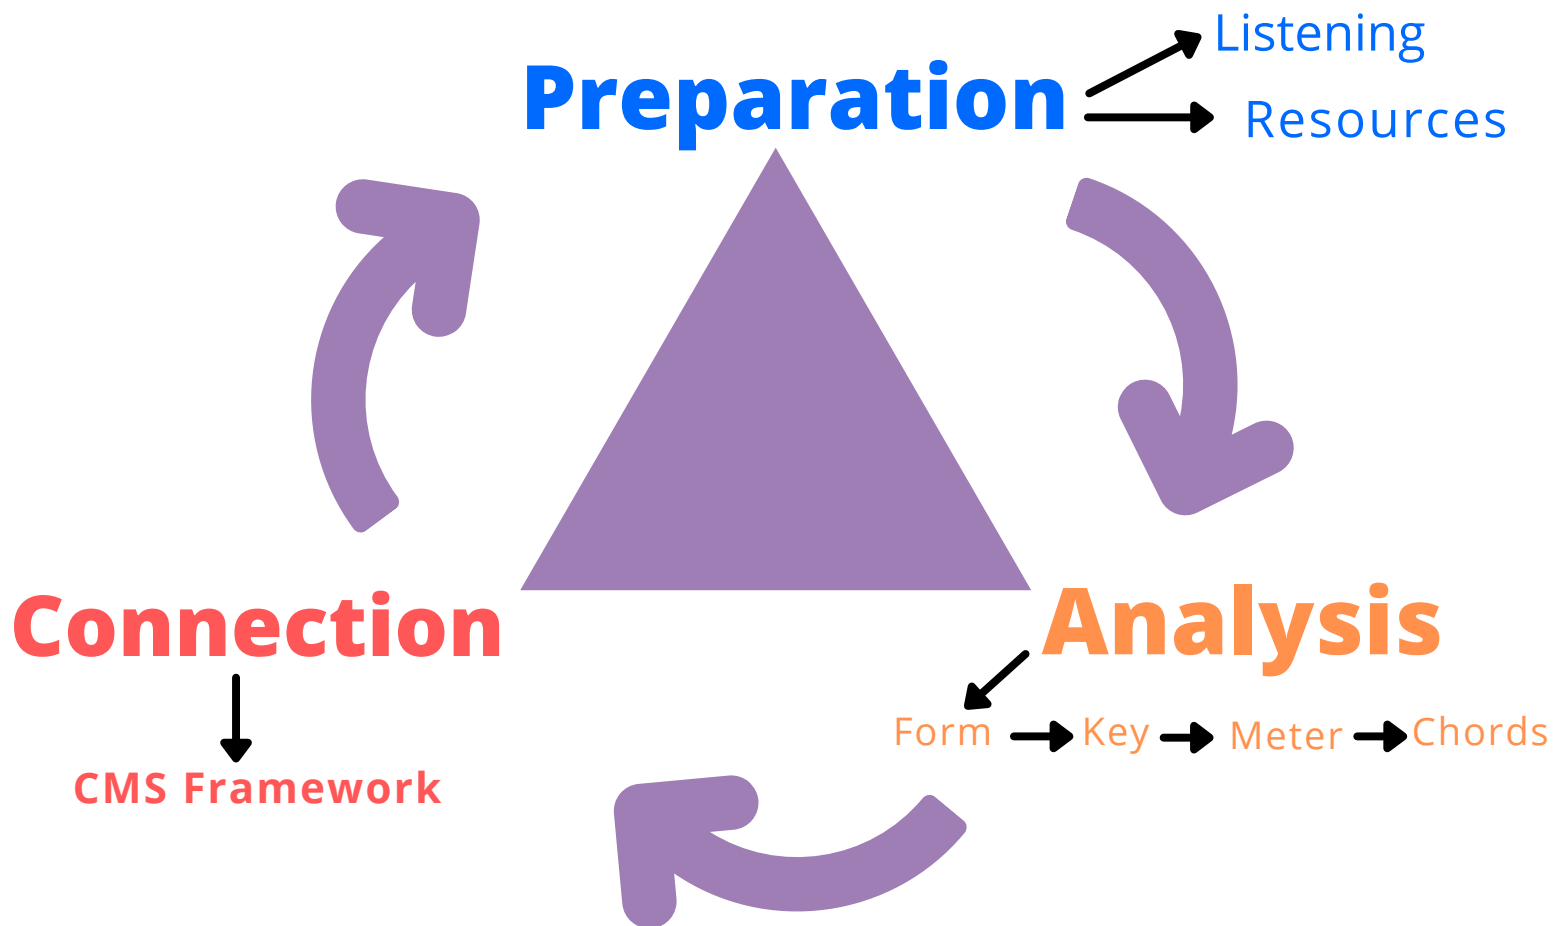 Listening
Preparation
Resources
Connection
Analysis
Form Key Meter Chords
CMS Framework